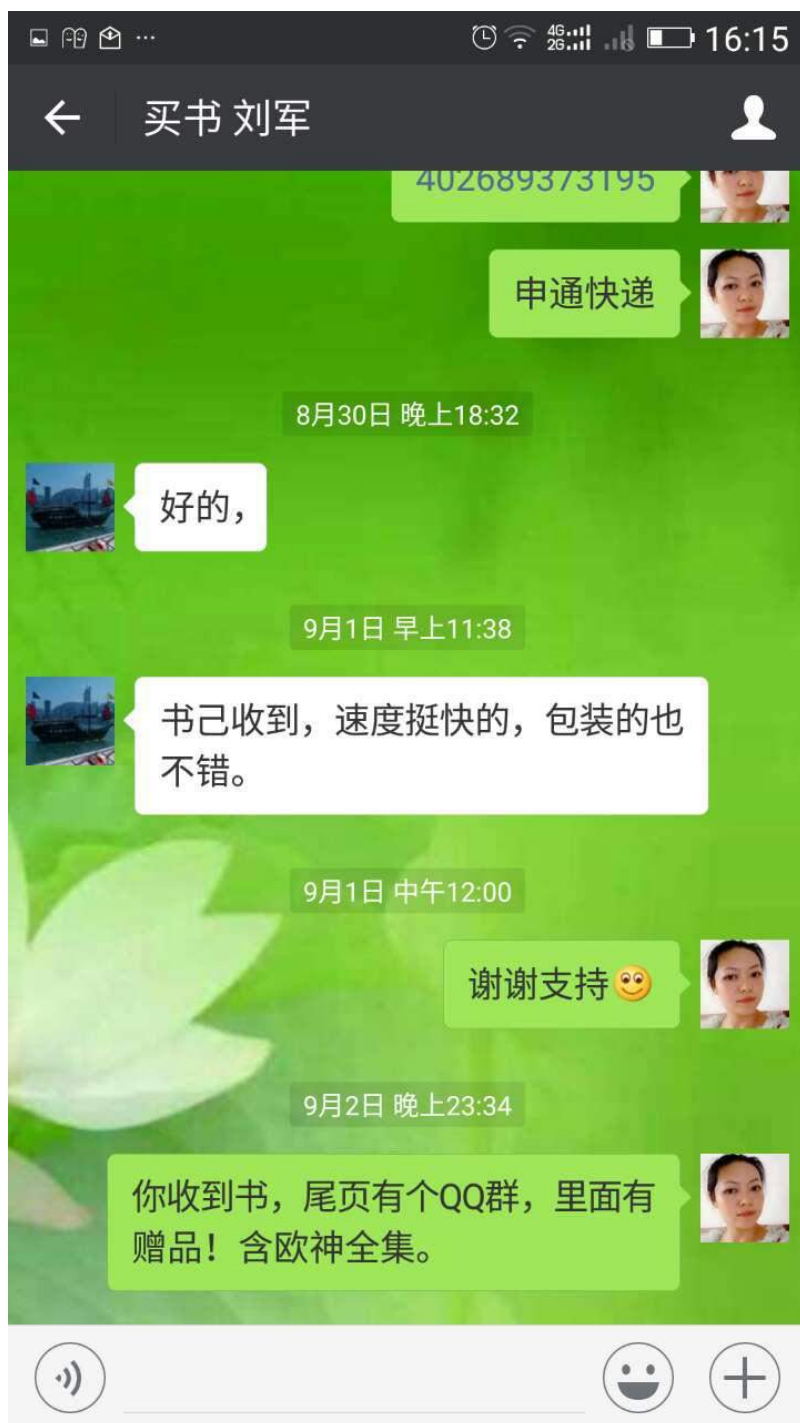 4G
2G
16:15
买书 刘军
402689373195
申通快递
8月30日 晚上18:32
好的，
9月1日 早上11:38
书己收到，速度挺快的，包装的也
不错。
9月1日 中午12:00
谢谢支持
9月2日 晚上23:34
你收到书，尾页有个QQ群，里面有
赠品！含欧神全集。